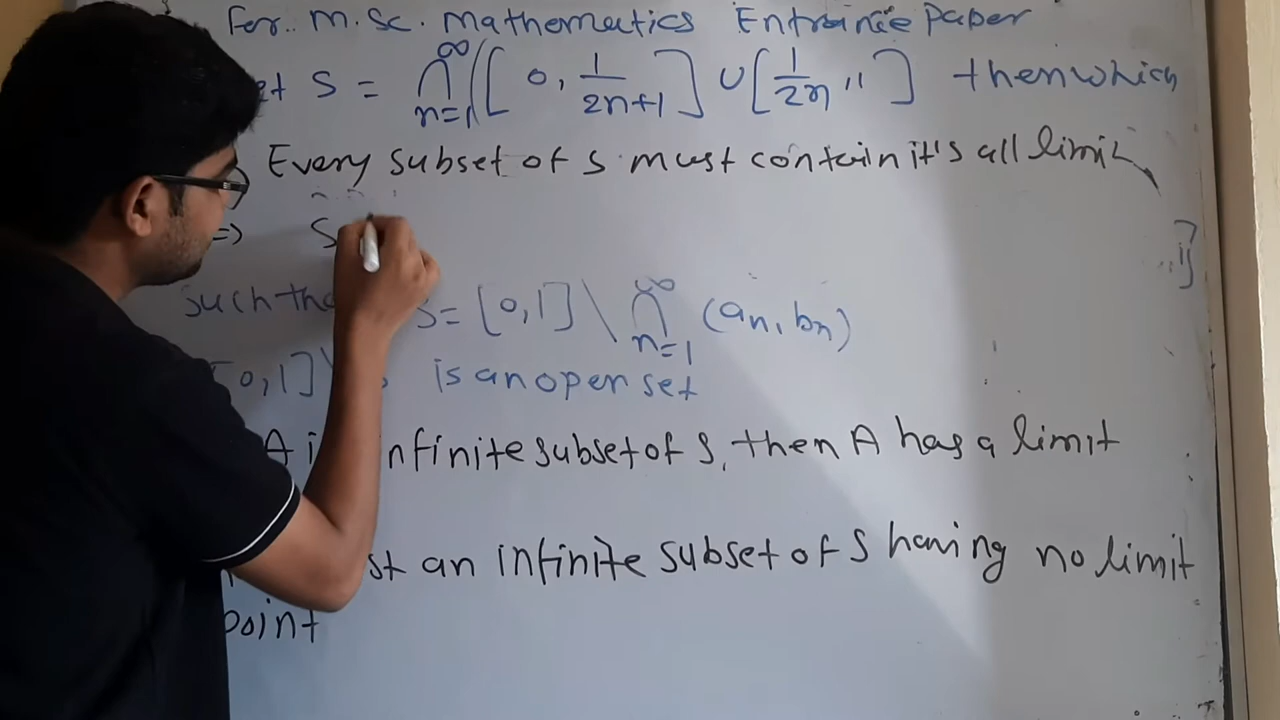 For.. M.Sc. Mathematics Entrance paper
et S = ∞ ∩ n=1 ([0, 1/2n+1] ∪ [1/2n, 1] then which
Every subset of S must contain it's all limit
=> S
such tha S = [0,1] \ ∞ ∩ n=1 (an, bn)
0,1] \ is an open set
A i nfinite subset of S, then A has a limit
st an infinite subset of S having no limit
point